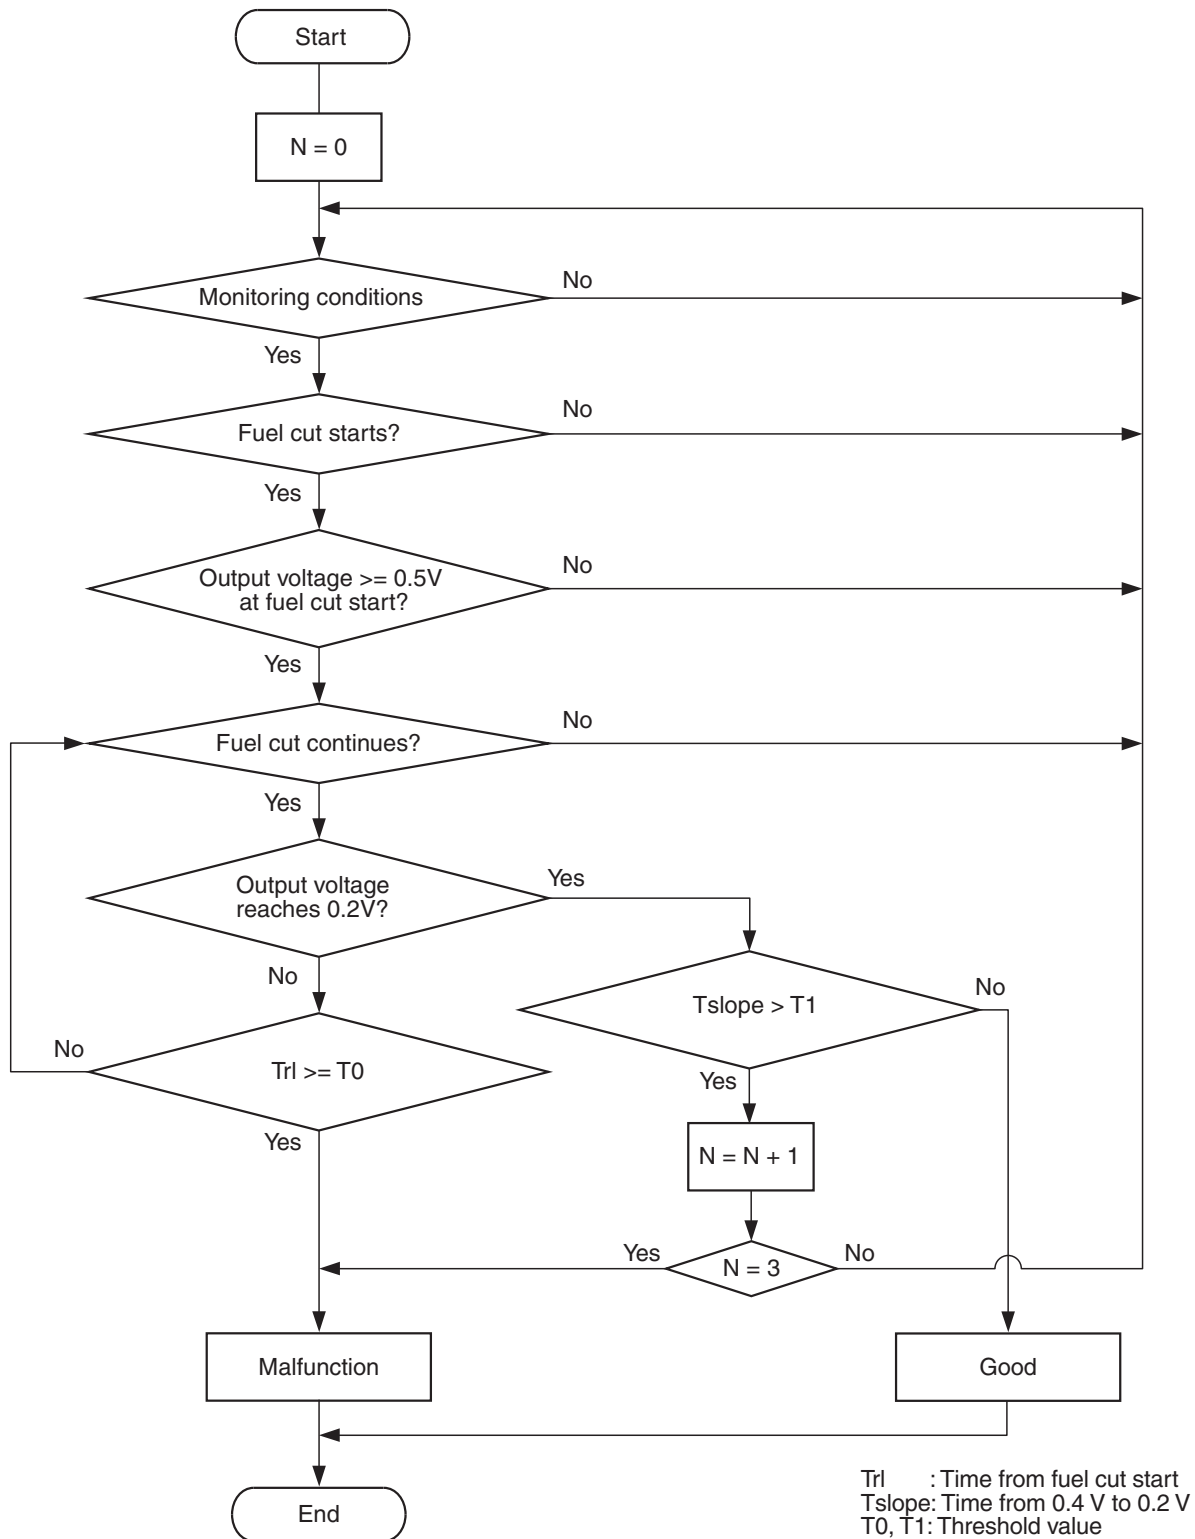 Start
N = 0
Monitoring conditions
No
Yes
Fuel cut starts?
No
Yes
Output voltage >= 0.5V
at fuel cut start?
No
Yes
Fuel cut continues?
No
Yes
Output voltage
reaches 0.2V?
Yes
No
Tslope > T1
No
Yes
Trl >= T0
No
Yes
N = N + 1
N = 3
Yes
No
Malfunction
Good
End
Trl : Time from fuel cut start
Tslope: Time from 0.4 V to 0.2 V
T0, T1: Threshold value